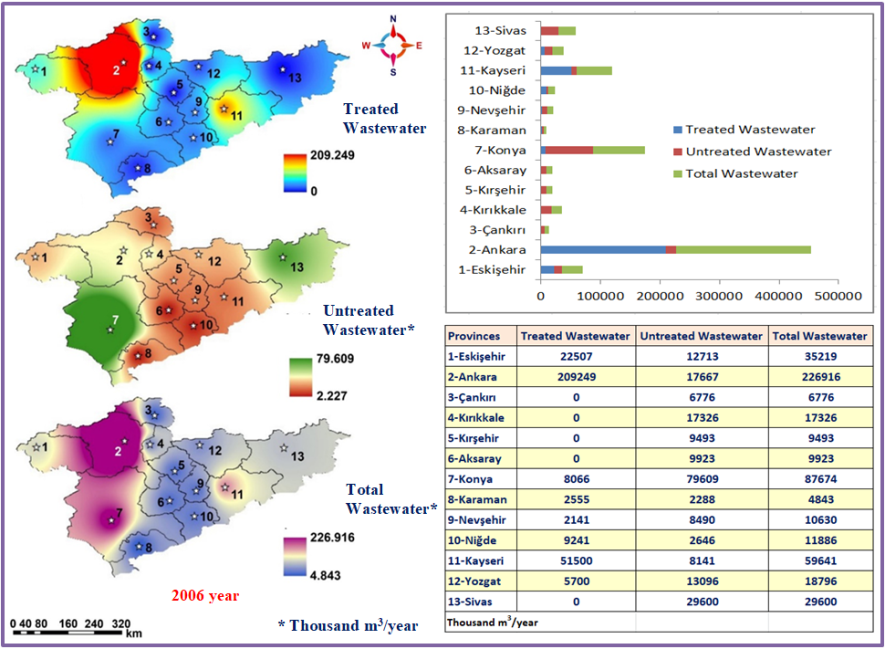 N
W E
S
1
2
3
4
5
6
7
8
9
10
11
12
13
Treated
Wastewater
209.249
0
1
2
3
4
5
6
7
8
9
10
11
12
13
Untreated
Wastewater*
79.609
2.227
1
2
3
4
5
6
7
8
9
10
11
12
13
Total
Wastewater*
226.916
4.843
2006 year
0 40 80 160 240 320
km
* Thousand m³/year
13-Sivas
12-Yozgat
11-Kayseri
10-Niğde
9-Nevşehir
8-Karaman
7-Konya
6-Aksaray
5-Kırşehir
4-Kırıkkale
3-Çankırı
2-Ankara
1-Eskişehir
0 100000 200000 300000 400000 500000
Treated Wastewater
Untreated Wastewater
Total Wastewater
Provinces Treated Wastewater Untreated Wastewater Total Wastewater
1-Eskişehir 22507 12713 35219
2-Ankara 209249 17667 226916
3-Çankırı 0 6776 6776
4-Kırıkkale 0 17326 17326
5-Kırşehir 0 9493 9493
6-Aksaray 0 9923 9923
7-Konya 8066 79609 87674
8-Karaman 2555 2288 4843
9-Nevşehir 2141 8490 10630
10-Niğde 9241 2646 11886
11-Kayseri 51500 8141 59641
12-Yozgat 5700 13096 18796
13-Sivas 0 29600 29600
Thousand m³/year